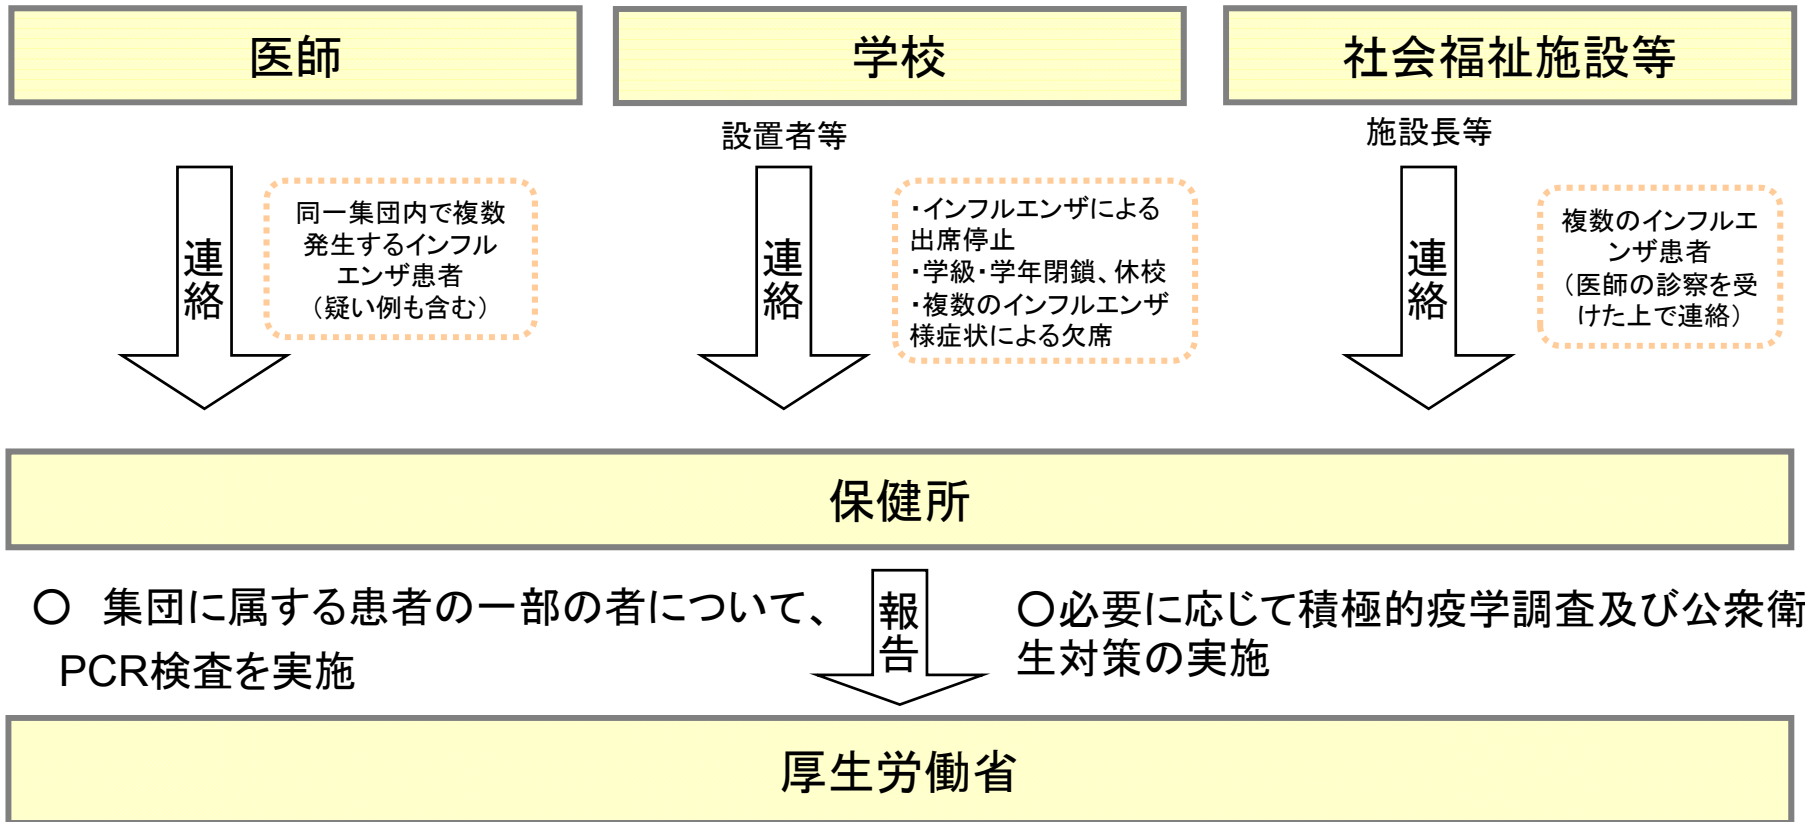 医師
学校
社会福祉施設等
設置者等
施設長等
連絡
同一集団内で複数
発生するインフル
エンザ患者
（疑い例も含む）
連絡
・インフルエンザによる
出席停止
・学級・学年閉鎖、休校
・複数のインフルエンザ
様症状による欠席
連絡
複数のインフルエ
ンザ患者
（医師の診察を受
けた上で連絡）
保健所
○　集団に属する患者の一部の者について、
PCR検査を実施
報告
○必要に応じて積極的疫学調査及び公衆衛
生対策の実施
厚生労働省